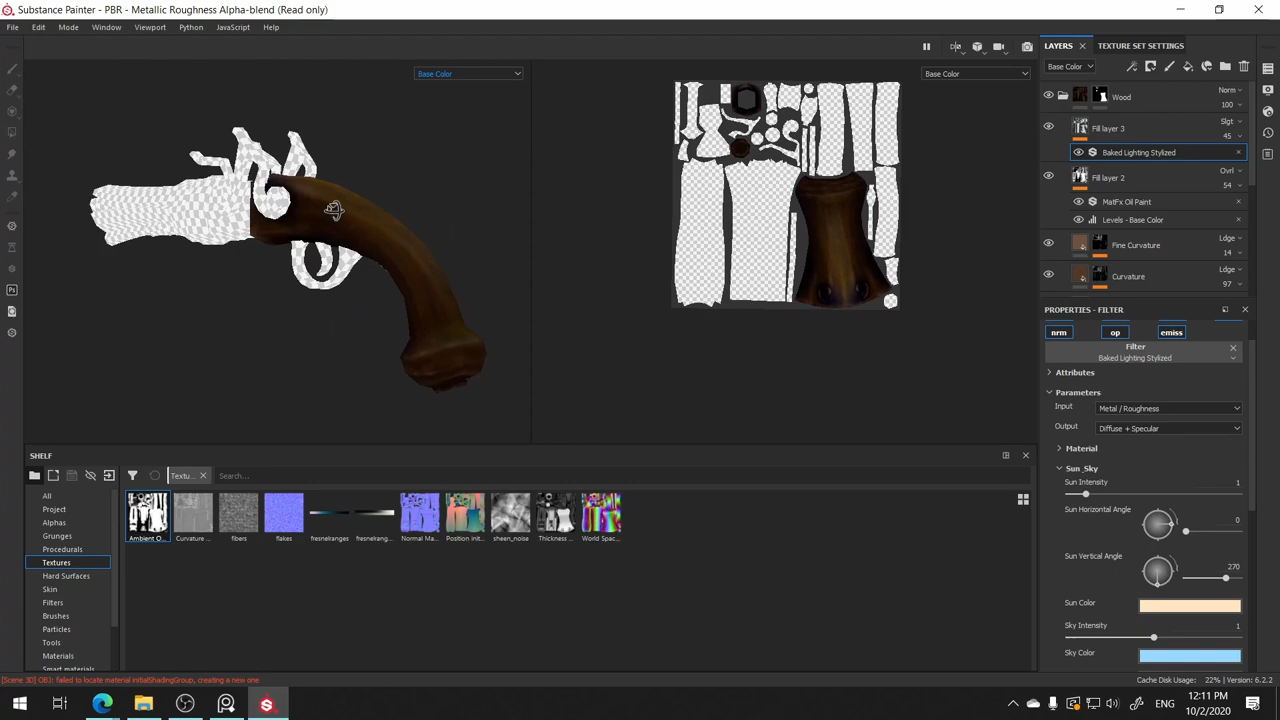 Substance Painter - PBR - Metallic Roughness Alpha-blend (Read only)
File Edit Mode Window Viewport Python JavaScript Help
Base Color
Base Color
LAYERS
TEXTURE SET SETTINGS
Base Color
Wood
Norm
100
Fill layer 3
Slgt
45
Baked Lighting Stylized
Fill layer 2
Ovrl
54
MatFx Oil Paint
Levels - Base Color
Fine Curvature
Ldge
14
Curvature
Ldge
97
PROPERTIES - FILTER
nrm op emiss
Filter
Baked Lighting Stylized
Attributes
Parameters
Input Metal / Roughness
Output Diffuse + Specular
Material
Sun_Sky
Sun Intensity 1
Sun Horizontal Angle 0
Sun Vertical Angle 270
Sun Color
Sky Intensity 1
Sky Color
SHELF
Textu...
Search...
All
Project
Alphas
Grunges
Procedurals
Textures
Hard Surfaces
Skin
Filters
Brushes
Particles
Tools
Materials
Smart materials
Ambient O...
Curvature ...
fibers
flakes
fresnelranges
fresnelrang...
Normal Ma...
Position init...
sheen_noise
Thickness ...
World Spac...
[Scene 3D] OBJ: failed to locate material initialShadingGroup, creating a new one.
Cache Disk Usage: 22% | Version: 6.2.2
ENG
12:11 PM
10/2/2020